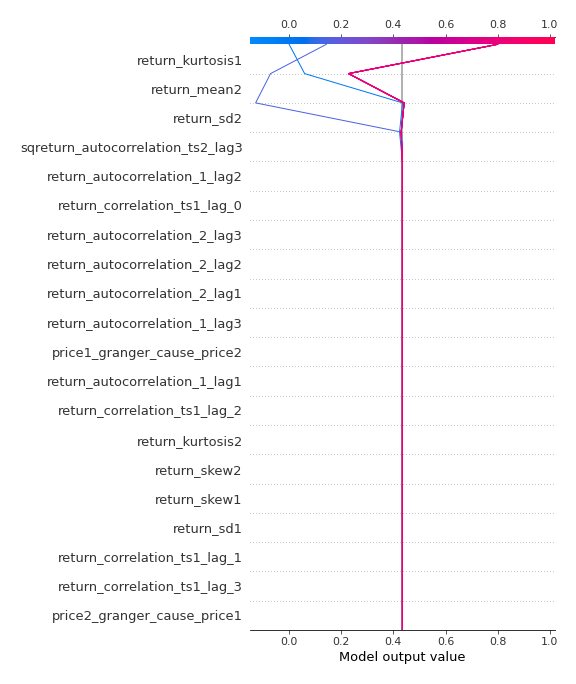 0.0 0.2 0.4 0.6 0.8 1.0
return_kurtosis1
return_mean2
return_sd2
sqreturn_autocorrelation_ts2_lag3
return_autocorrelation_1_lag2
return_correlation_ts1_lag_0
return_autocorrelation_2_lag3
return_autocorrelation_2_lag2
return_autocorrelation_2_lag1
return_autocorrelation_1_lag3
price1_granger_cause_price2
return_autocorrelation_1_lag1
return_correlation_ts1_lag_2
return_kurtosis2
return_skew2
return_skew1
return_sd1
return_correlation_ts1_lag_1
return_correlation_ts1_lag_3
price2_granger_cause_price1
0.0 0.2 0.4 0.6 0.8 1.0
Model output value